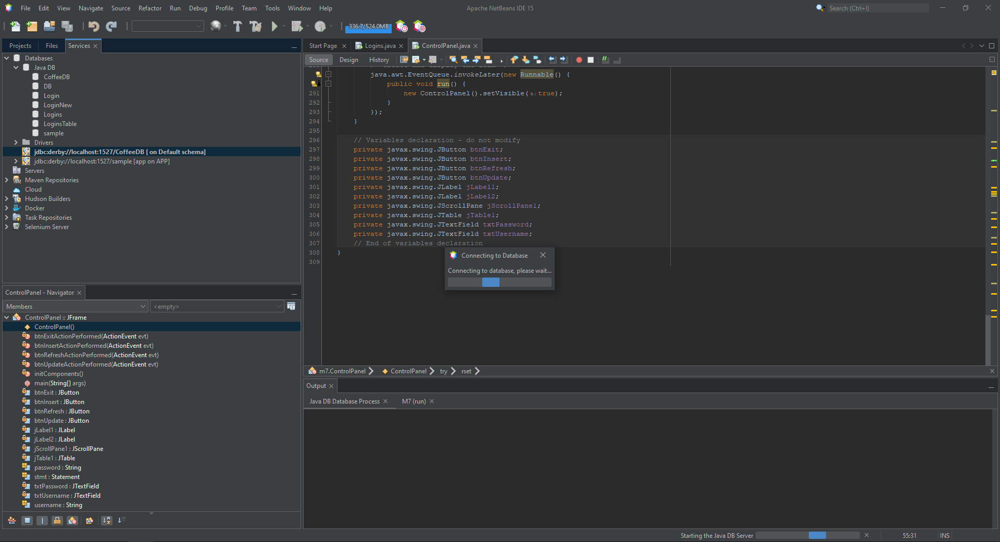 File Edit View Navigate Source Refactor Run Debug Profile Team Tools Window Help
Apache NetBeans IDE 15
Search (Ctrl+I)
336.7/524.0MB
Projects Files Services
Databases
Java DB
CoffeeDB
DB
Login
LoginNew
Logins
LoginsTable
sample
Drivers
jdbc:derby://localhost:1527/CoffeeDB [ on Default schema]
jdbc:derby://localhost:1527/sample [app on APP]
Servers
Maven Repositories
Cloud
Hudson Builders
Docker
Task Repositories
Selenium Server
ControlPanel - Navigator
Members <empty>
ControlPanel :: JFrame
ControlPanel()
btnExitActionPerformed(ActionEvent evt)
btnInsertActionPerformed(ActionEvent evt)
btnRefreshActionPerformed(ActionEvent evt)
btnUpdateActionPerformed(ActionEvent evt)
initComponents()
main(String[] args)
btnExit : JButton
btnInsert : JButton
btnRefresh : JButton
btnUpdate : JButton
jLabel1 : JLabel
jLabel2 : JLabel
jScrollPane1 : JScrollPane
jTable1 : JTable
password : String
stmt : Statement
txtPassword : JTextField
txtUsername : JTextField
username : String
Start Page Logins.java ControlPanel.java
Source Design History
java.awt.EventQueue.invokeLater(new Runnable() {
public void run() {
291 new ControlPanel().setVisible(b: true);
292 }
293 });
294 }
295
296 // Variables declaration - do not modify
297 private javax.swing.JButton btnExit;
298 private javax.swing.JButton btnInsert;
299 private javax.swing.JButton btnRefresh;
300 private javax.swing.JButton btnUpdate;
301 private javax.swing.JLabel jLabel1;
302 private javax.swing.JLabel jLabel2;
303 private javax.swing.JScrollPane jScrollPane1;
304 private javax.swing.JTable jTable1;
305 private javax.swing.JTextField txtPassword;
306 private javax.swing.JTextField txtUsername;
307 // End of variables declaration
308 }
309
Connecting to Database
Connecting to database, please wait...
m7.ControlPanel ControlPanel try rset
Output
Java DB Database Process M7 (run)
Starting the Java DB Server 55:31 INS